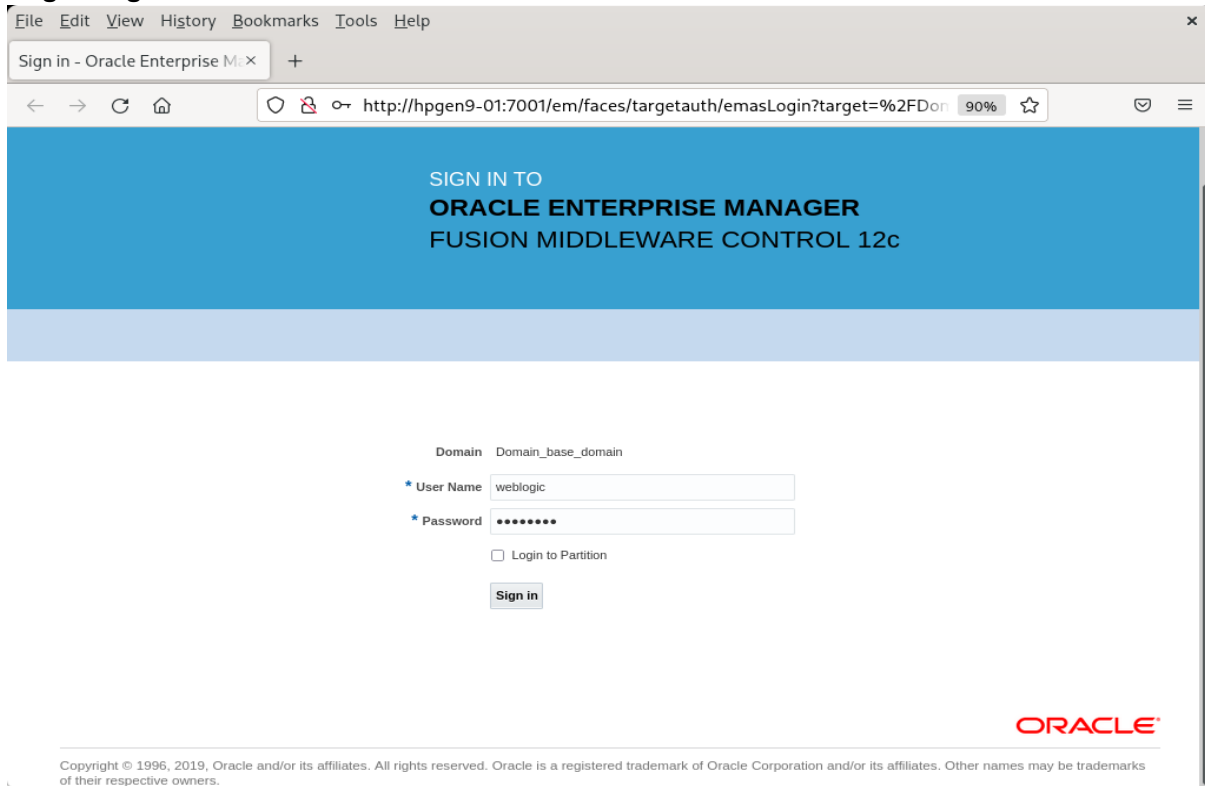 File Edit View History Bookmarks Tools Help
Sign in - Oracle Enterprise Ma
http://hpgen9-01:7001/em/faces/targetauth/emasLogin?target=%2FDon 90%
SIGN IN TO
ORACLE ENTERPRISE MANAGER
FUSION MIDDLEWARE CONTROL 12c
Domain Domain_base_domain
* User Name weblogic
* Password ••••••••
Login to Partition
Sign in
ORACLE
Copyright © 1996, 2019, Oracle and/or its affiliates. All rights reserved. Oracle is a registered trademark of Oracle Corporation and/or its affiliates. Other names may be trademarks
of their respective owners.